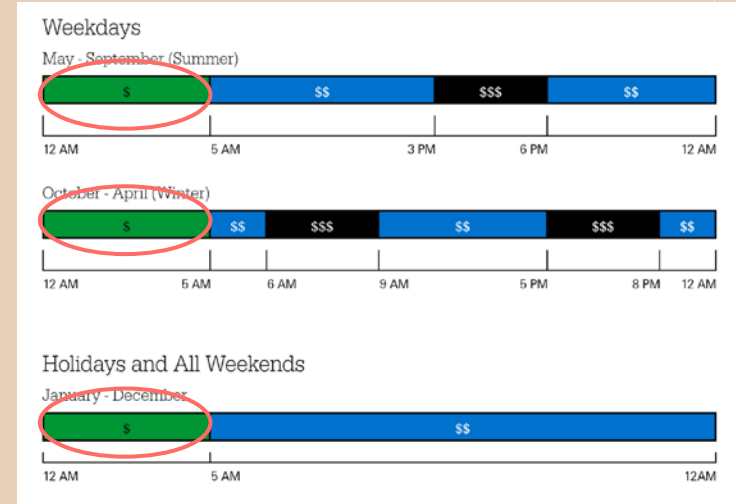 Weekdays
May - September (Summer)
$ $$ $$$ $$
12 AM 5 AM 3 PM 6 PM 12 AM
October - April (Winter)
$ $$ $$$ $$ $$$ $$
12 AM 5 AM 6 AM 9 AM 5 PM 8 PM 12 AM
Holidays and All Weekends
January - December
$ $$
12 AM 5 AM 12AM